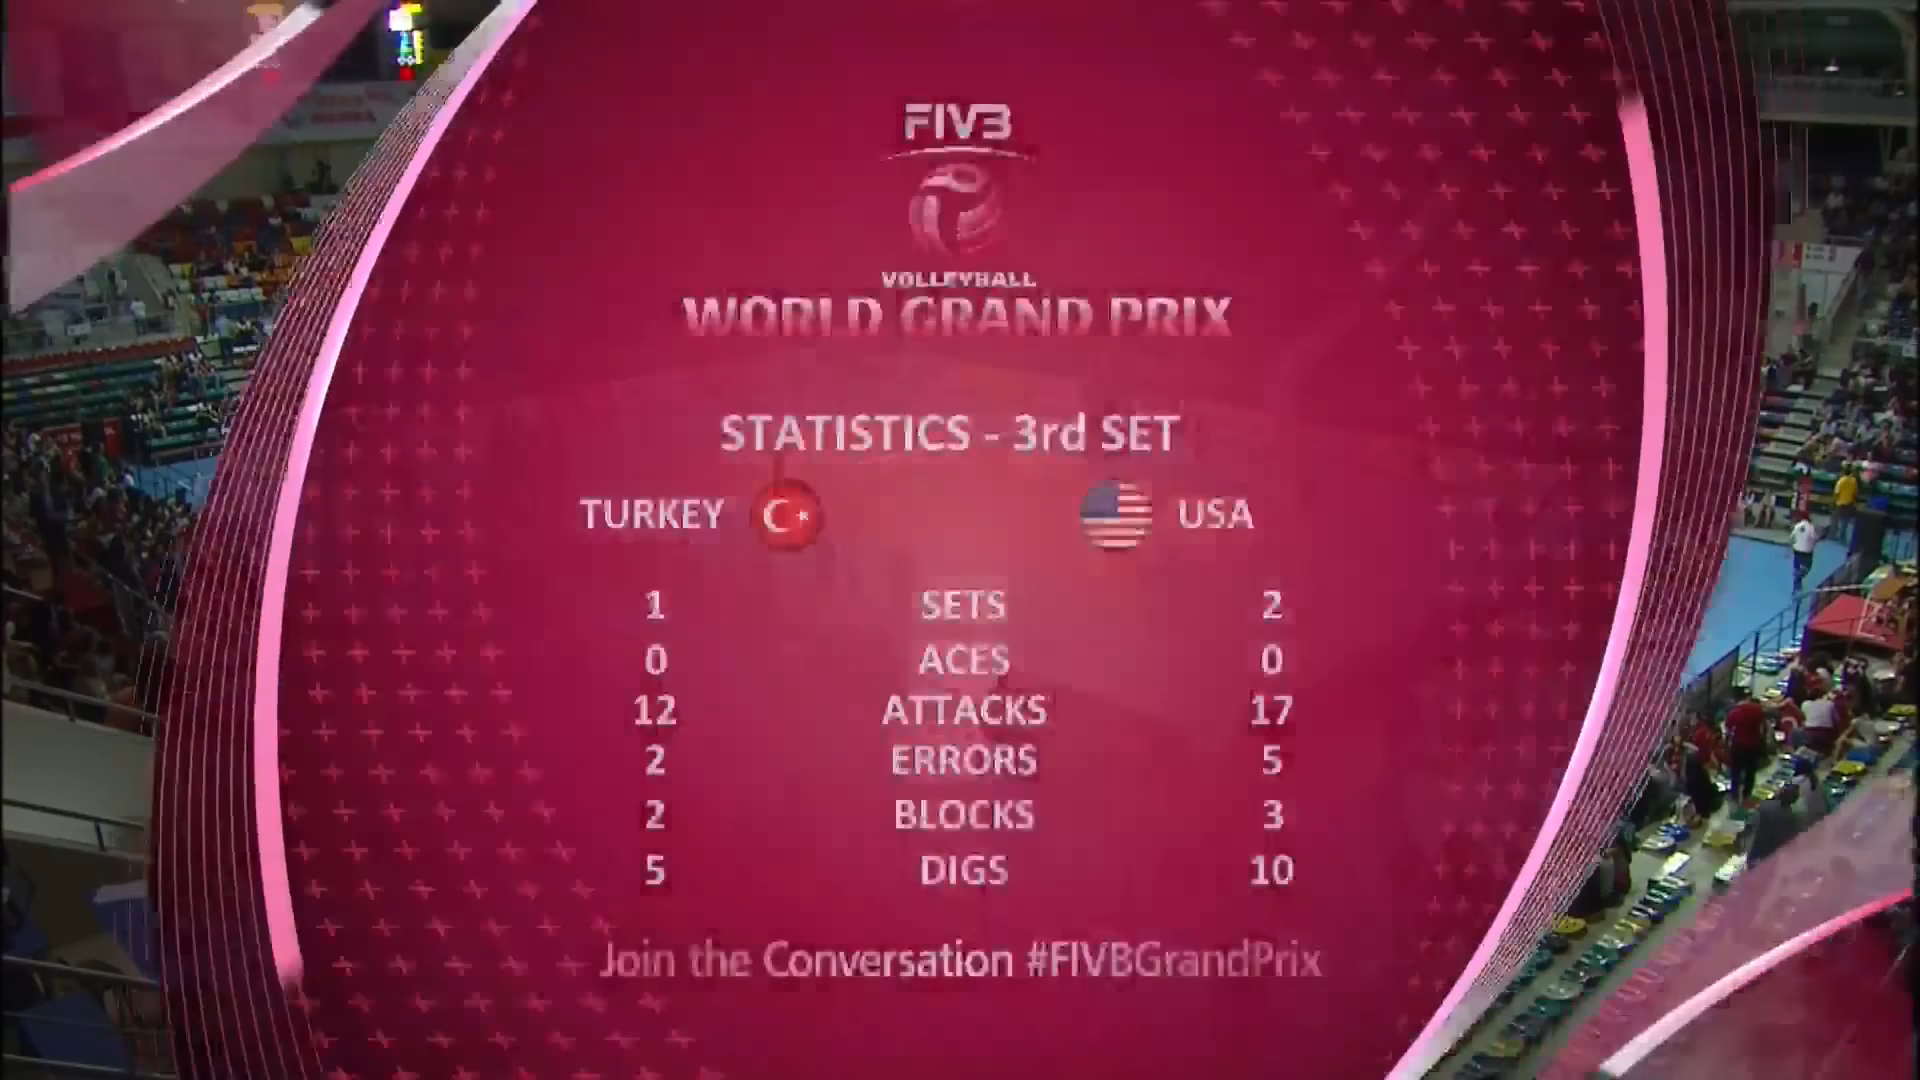 FIVB
VOLLEYBALL
WORLD GRAND PRIX
STATISTICS - 3rd SET
TURKEY USA
1 SETS 2
0 ACES 0
12 ATTACKS 17
2 ERRORS 5
2 BLOCKS 3
5 DIGS 10
Join the Conversation #FIVBGrandPrix